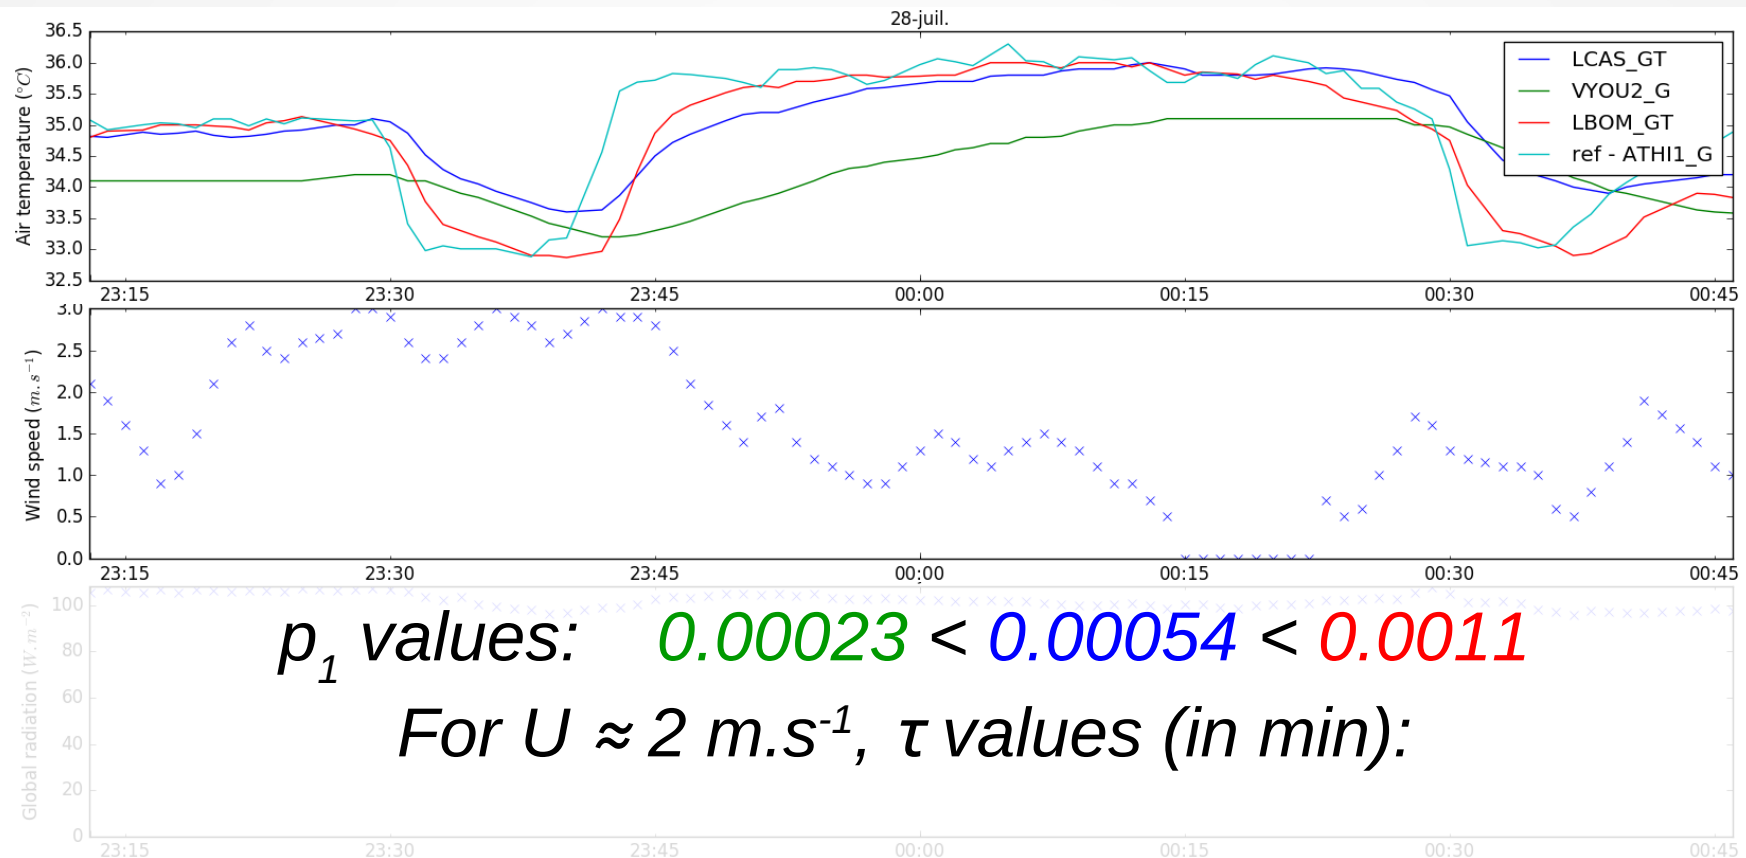 28-juil.
36.5
36.0
35.5
35.0
34.5
34.0
33.5
33.0
32.5
Air temperature (°C)
LCAS_GT
VYOU2_G
LBOM_GT
ref - ATHI1_G
23:15 23:30 23:45 00:00 00:15 00:30 00:45
3.0
2.5
2.0
1.5
1.0
0.5
0.0
Wind speed (m.s⁻¹)
23:15 23:30 23:45 00:00 00:15 00:30 00:45
100
80
60
40
20
0
Global radiation (W.m⁻²)
p₁ values: 0.00023 < 0.00054 < 0.0011
For U ≈ 2 m.s⁻¹, τ values (in min):
23:15 23:30 23:45 00:00 00:15 00:30 00:45